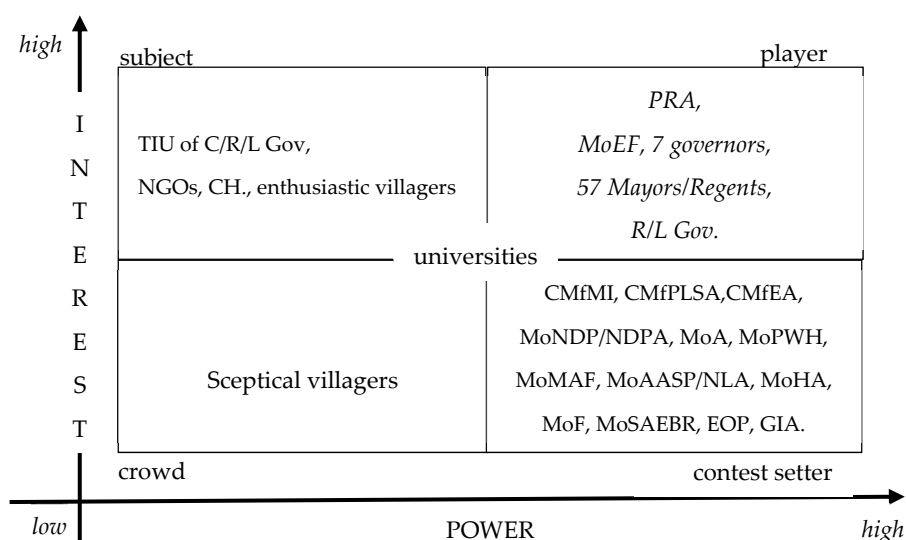 high
subject
player
I
N
T
E
R
E
S
T
TIU of C/R/L Gov,
NGOs, CH., enthusiastic villagers
PRA,
MoEF, 7 governors,
57 Mayors/Regents,
R/L Gov.
universities
Sceptical villagers
CMfMI, CMfPLSA,CMfEA,
MoNDP/NDPA, MoA, MoPWH,
MoMAF, MoAASP/NLA, MoHA,
MoF, MoSAEBR, EOP, GIA.
crowd
contest setter
low
POWER
high